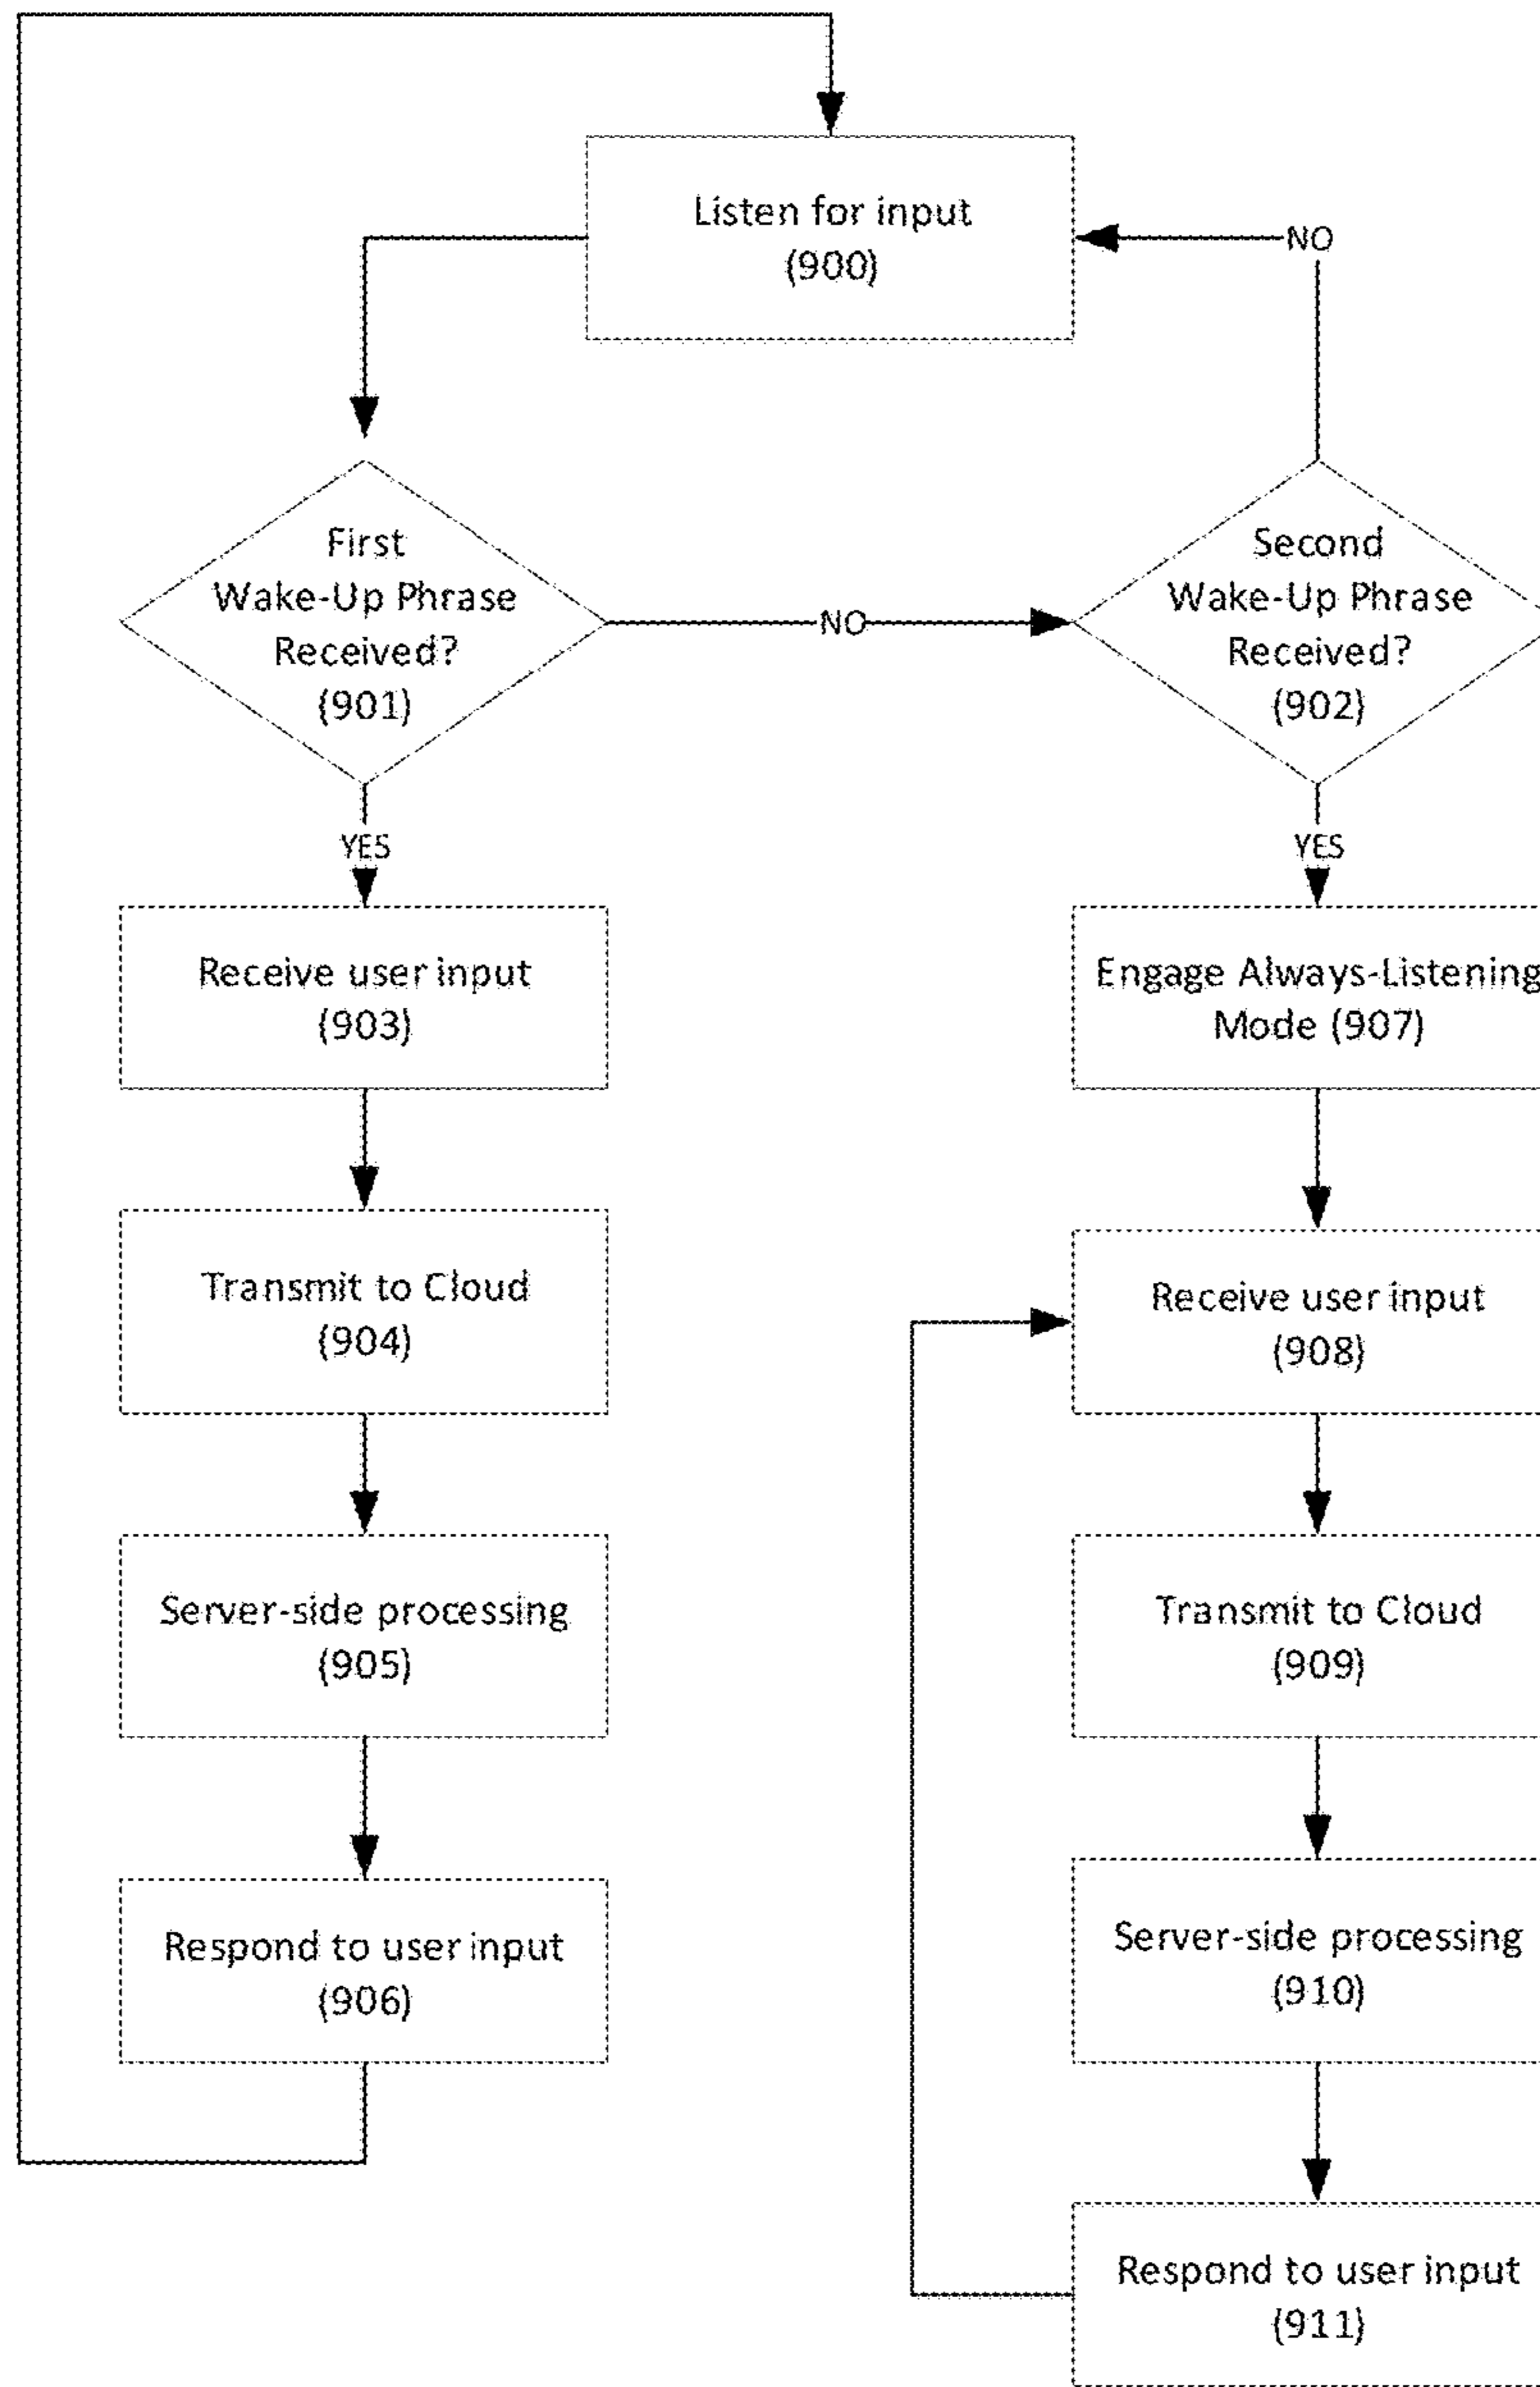 Listen for input
(900)
NO
First
Wake-Up Phrase
Received?
(901)
NO
Second
Wake-Up Phrase
Received?
(902)
YES
YES
Receive user input
(903)
Engage Always-Listening
Mode (907)
Transmit to Cloud
(904)
Receive user input
(908)
Server-side processing
(905)
Transmit to Cloud
(909)
Respond to user input
(906)
Server-side processing
(910)
Respond to user input
(911)